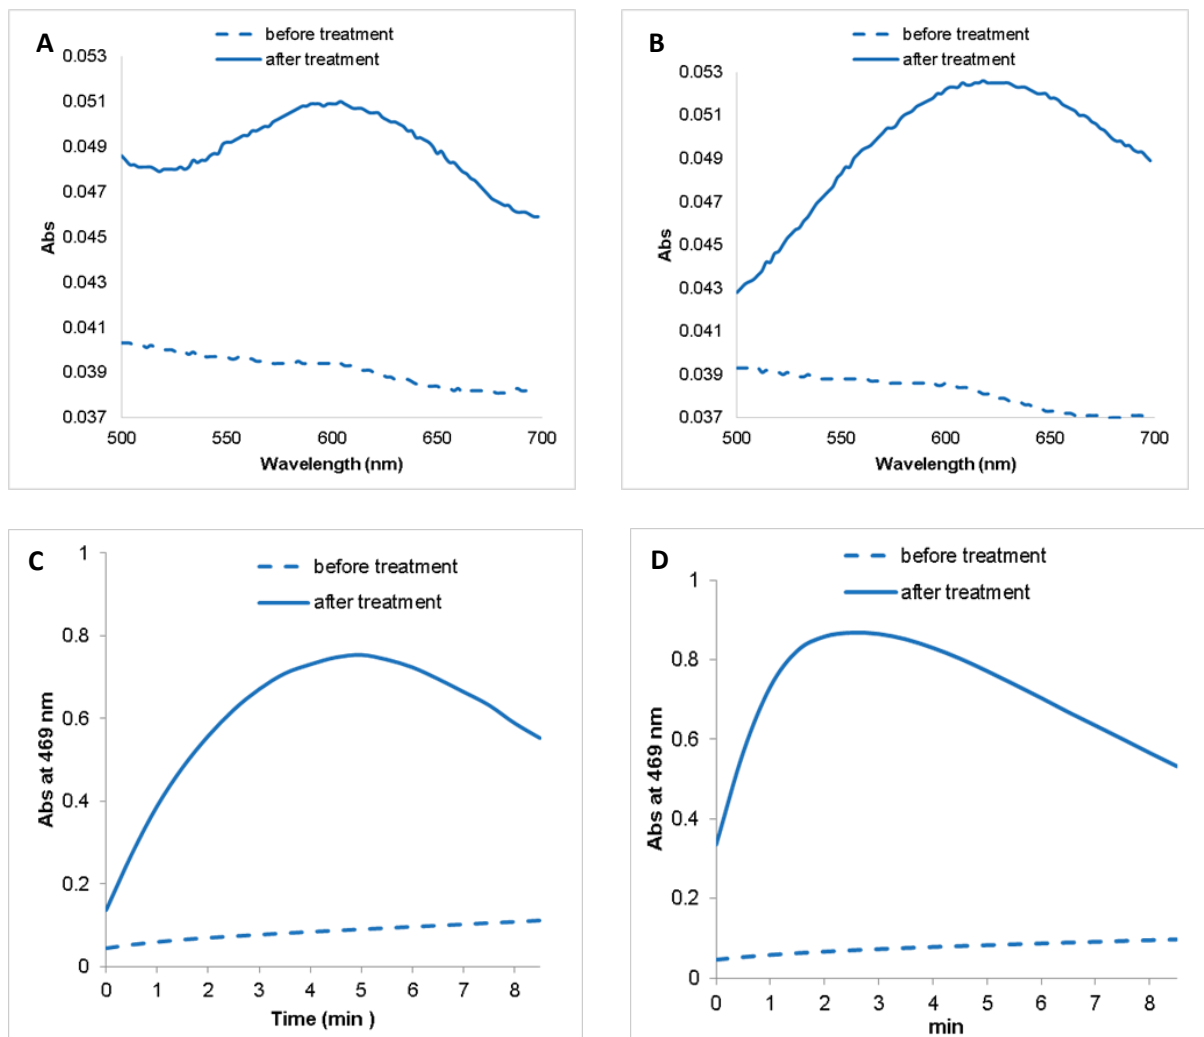 A
before treatment
after treatment
0.053
0.051
0.049
0.047
0.045
0.043
0.041
0.039
0.037
Abs
500 550 600 650 700
Wavelength (nm)
B
before treatment
after treatment
0.053
0.051
0.049
0.047
0.045
0.043
0.041
0.039
0.037
Abs
500 550 600 650 700
Wavelength (nm)
C
before treatment
after treatment
1
0.8
0.6
0.4
0.2
0
Abs at 469 nm
0 1 2 3 4 5 6 7 8
Time (min )
D
before treatment
after treatment
1
0.8
0.6
0.4
0.2
0
Abs at 469 nm
0 1 2 3 4 5 6 7 8
min